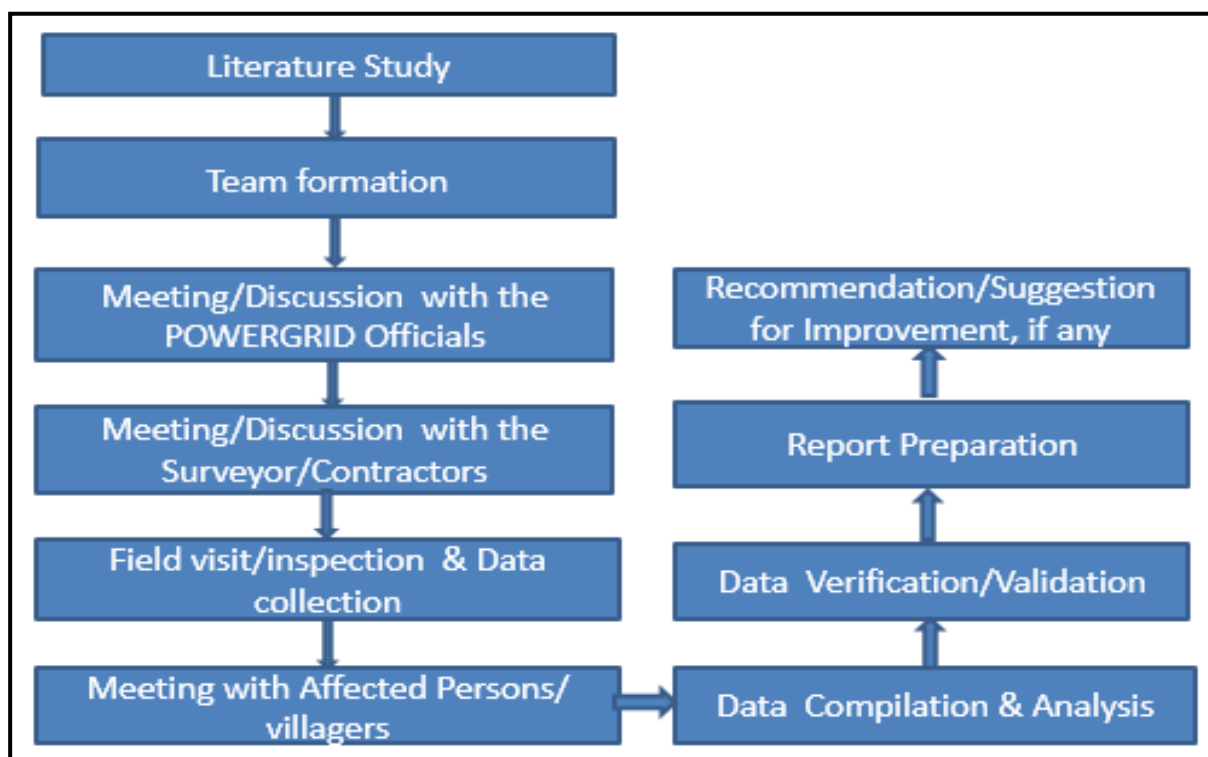 Literature Study
Team formation
Meeting/Discussion with the
POWERGRID Officials
Meeting/Discussion with the
Surveyor/Contractors
Field visit/inspection & Data
collection
Meeting with Affected Persons/
villagers
Data Compilation & Analysis
Data Verification/Validation
Report Preparation
Recommendation/Suggestion
for Improvement, if any